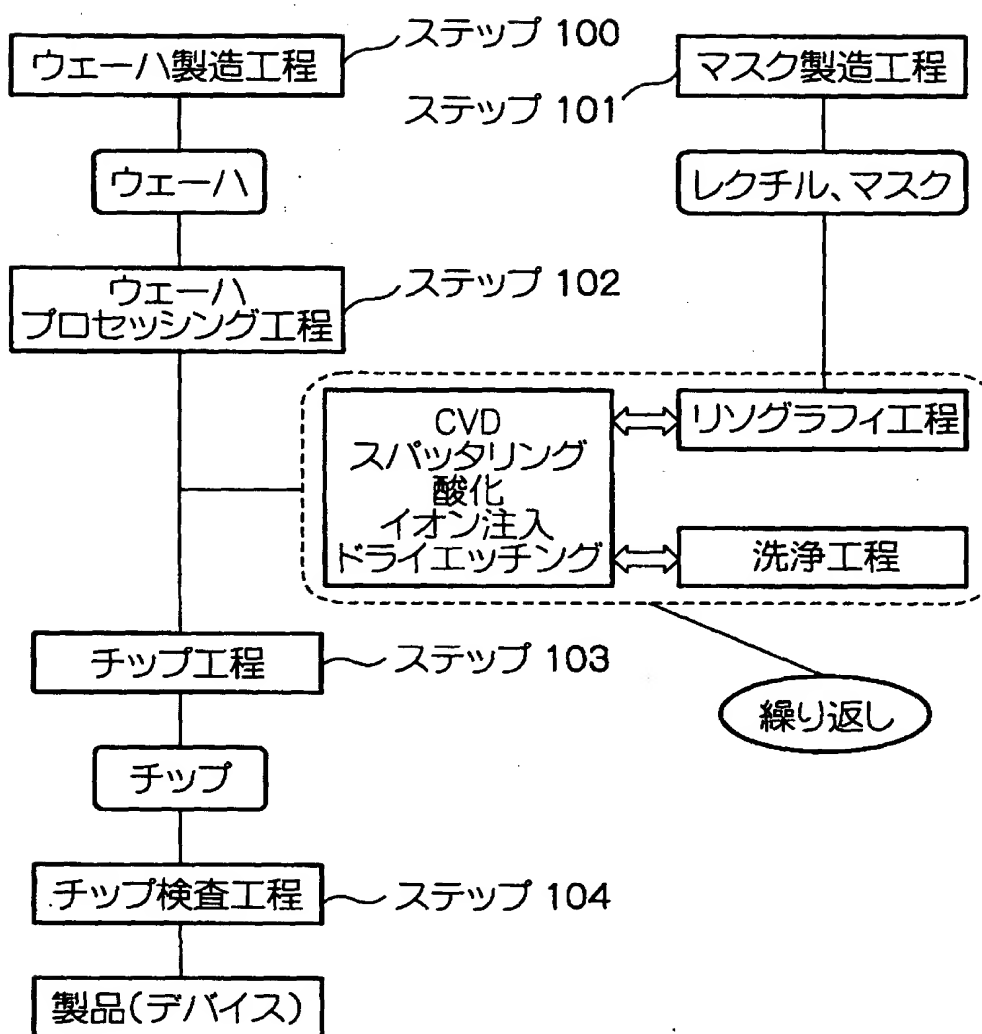 ウェーハ製造工程
ステップ 100
マスク製造工程
ステップ 101
ウェーハ
レクチル、マスク
ウェーハ
プロセッシング工程
ステップ 102
CVD
スパッタリング
酸化
イオン注入
ドライエッチング
リソグラフィ工程
洗浄工程
チップ工程
ステップ 103
繰り返し
チップ
チップ検査工程
ステップ 104
製品(デバイス)